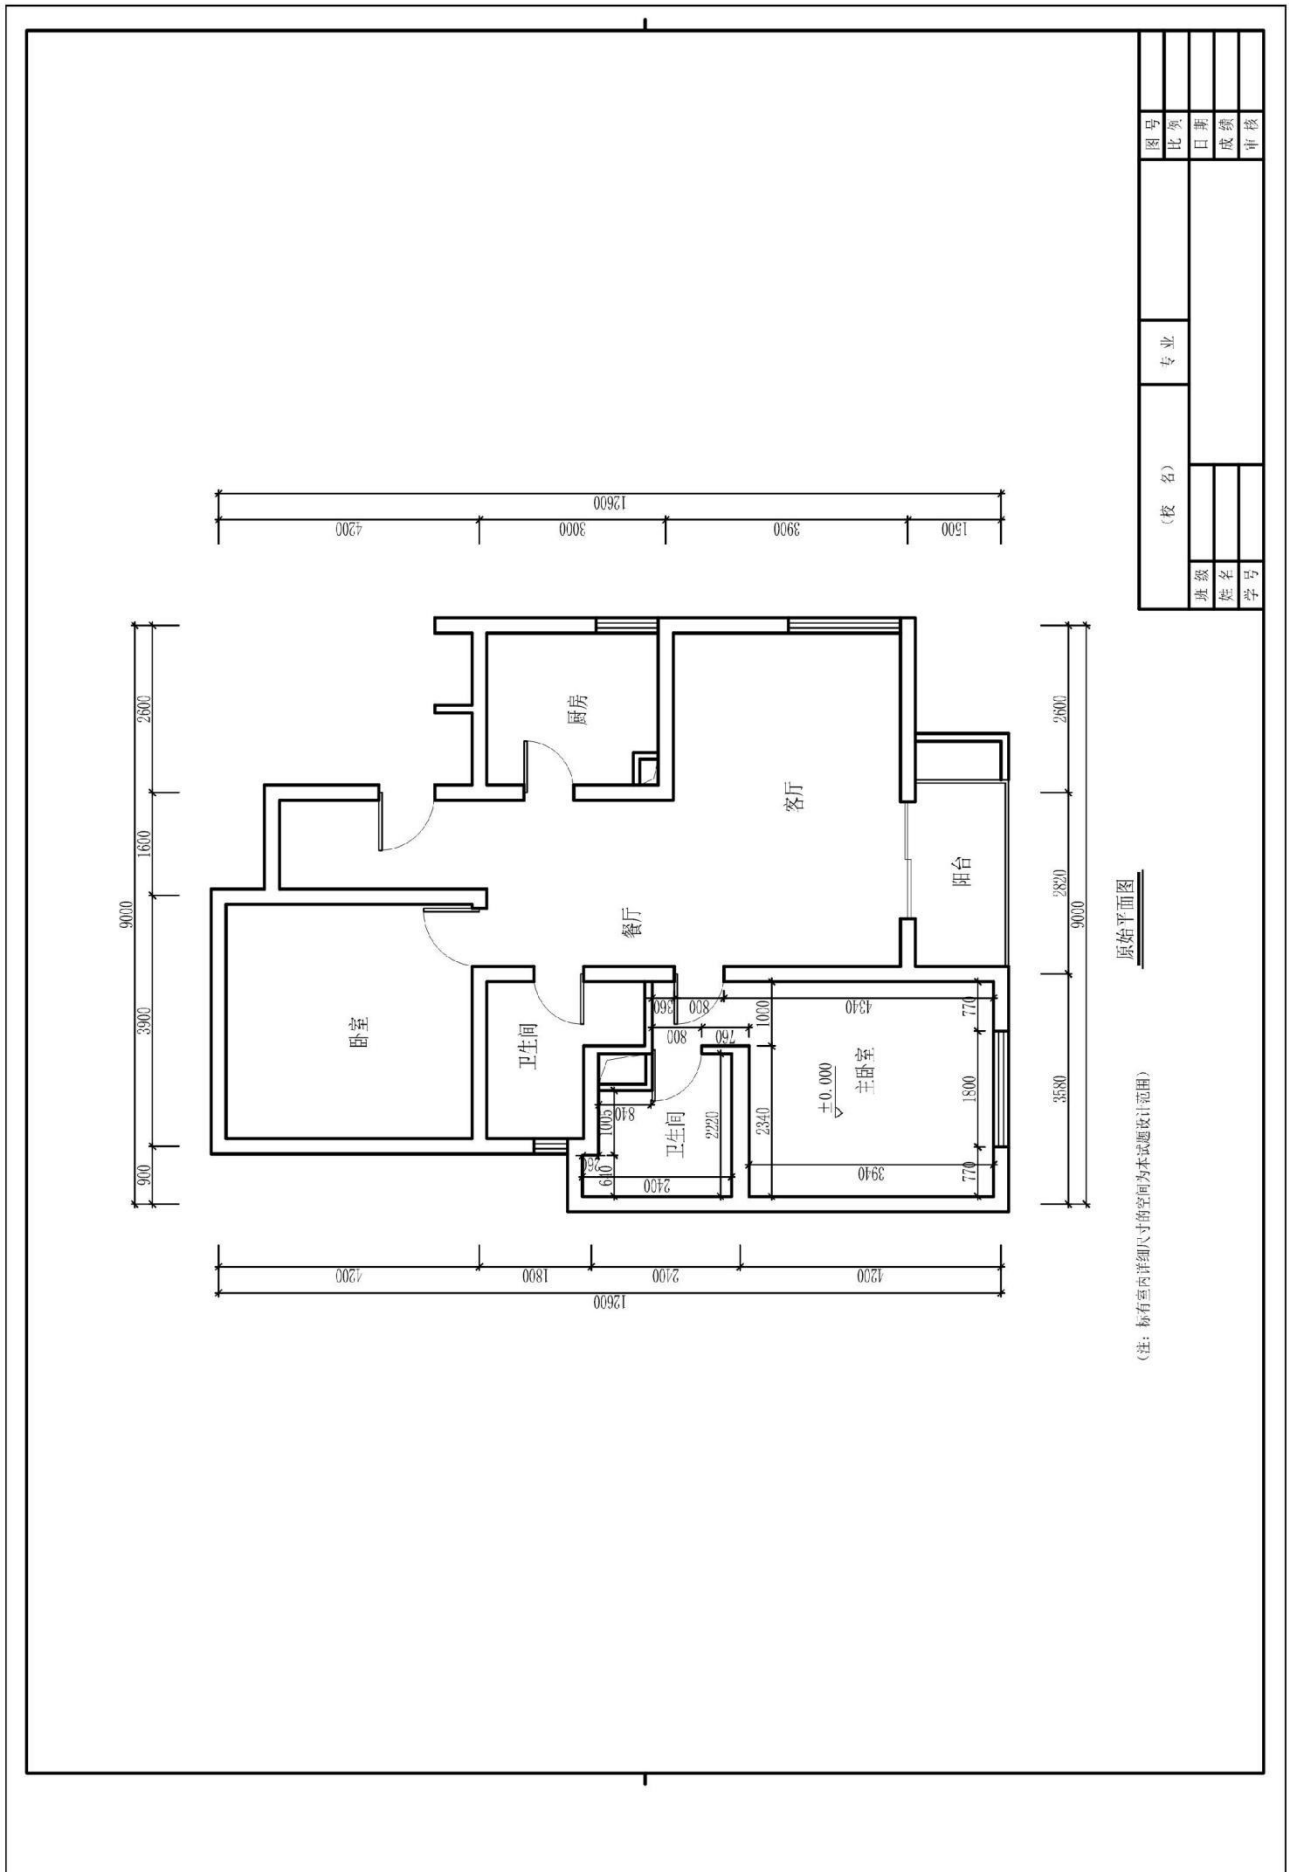 图号
比例
日期
成绩
审核
专业
(校 名)
班级
姓名
学号
12600
4200
3000
3900
1500
9000
2600
1600
3900
900
厨房
客厅
阳台
餐厅
卧室
卫生间
卫生间
主卧室
±0.000
360
800
4340
800
760
1000
770
1800
770
840
1005
260
640
2400
2220
2340
3940
2600
2820
3580
9000
4200
1800
2400
4200
12600
原始平面图
(注: 标有室内详细尺寸的空间为本试题设计范围)